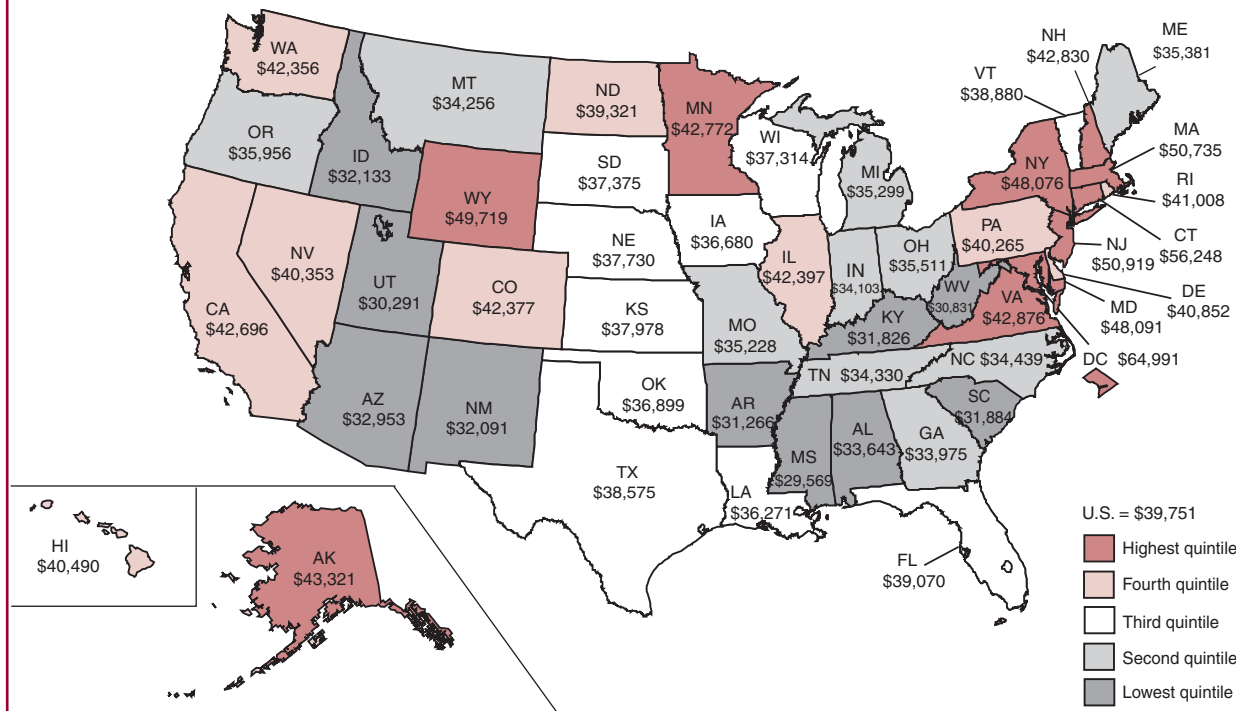 WA
$42,356
MT
$34,256
ND
$39,321
MN
$42,772
OR
$35,956
ID
$32,133
WY
$49,719
SD
$37,375
WI
$37,314
MI
$35,299
NH
$42,830
VT
$38,880
ME
$35,381
MA
$50,735
NY
$48,076
RI
$41,008
CT
$56,248
NJ
$50,919
DE
$40,852
MD
$48,091
DC $64,991
PA
$40,265
CA
$42,696
NV
$40,353
UT
$30,291
CO
$42,377
NE
$37,730
IA
$36,680
IL
$42,397
IN
$34,103
OH
$35,511
WV
$30,831
VA
$42,876
KS
$37,978
MO
$35,228
KY
$31,826
NC $34,439
TN $34,330
AZ
$32,953
NM
$32,091
OK
$36,899
AR
$31,266
SC
$31,884
MS
$29,569
AL
$33,643
GA
$33,975
TX
$38,575
LA
$36,271
FL
$39,070
HI
$40,490
AK
$43,321
U.S. = $39,751
Highest quintile
Fourth quintile
Third quintile
Second quintile
Lowest quintile